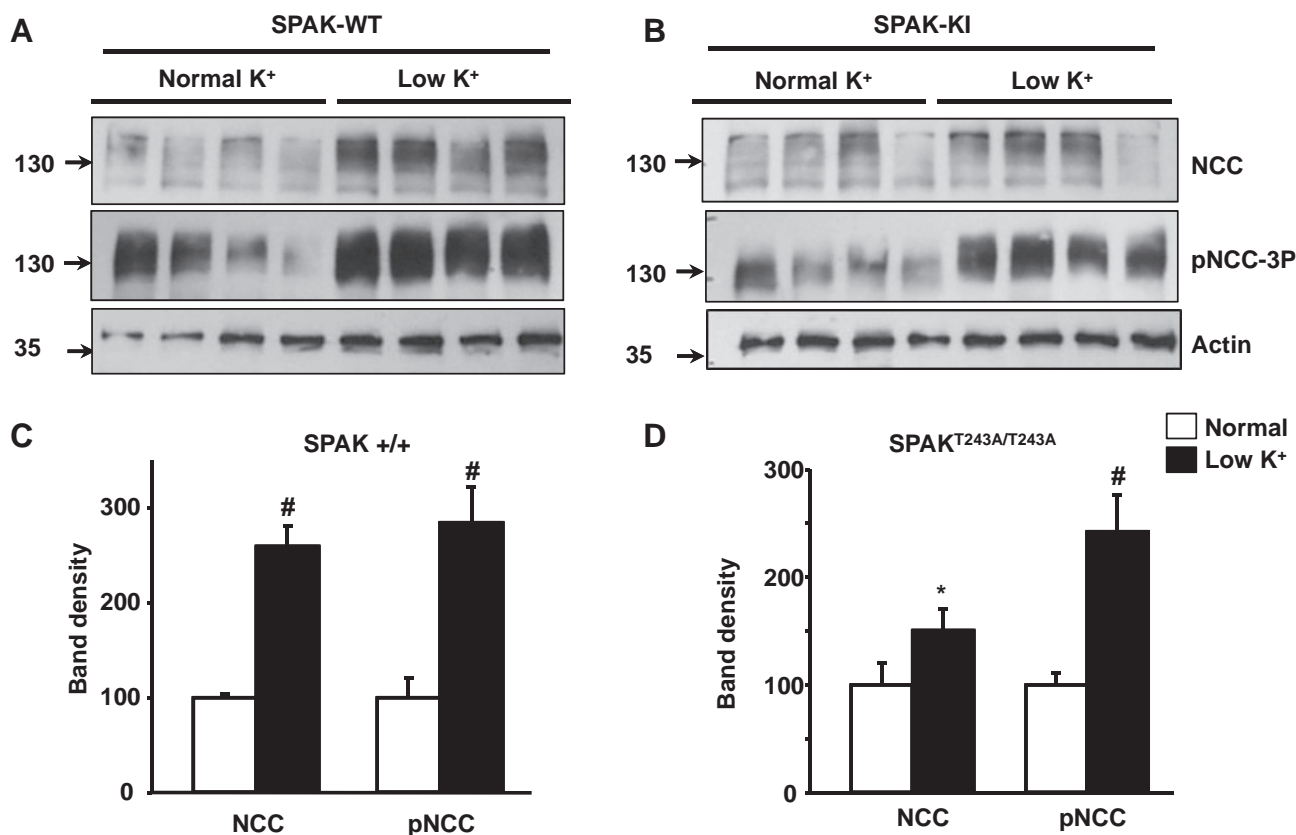 A
SPAK-WT
Normal K⁺ Low K⁺
130
130
35
B
SPAK-KI
Normal K⁺ Low K⁺
130 NCC
130 pNCC-3P
35 Actin
C
SPAK +/+
Band density
300
200
100
0
# #
NCC pNCC
D
SPAKᵀ²⁴³ᴬ/ᵀ²⁴³ᴬ
Normal
Low K⁺
Band density
300
200
100
0
* #
NCC pNCC